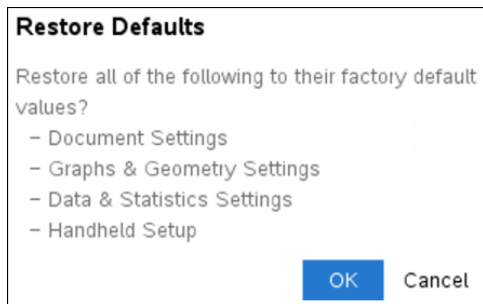 Restore Defaults
Restore all of the following to their factory default
values?
– Document Settings
– Graphs & Geometry Settings
– Data & Statistics Settings
– Handheld Setup
OK Cancel